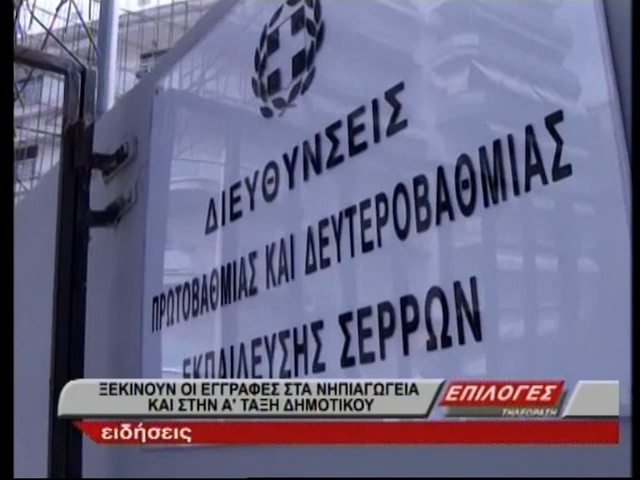 ΔΙΕΥΘΥΝΣΕΙΣ
ΠΡΩΤΟΒΑΘΜΙΑΣ ΚΑΙ ΔΕΥΤΕΡΟΒΑΘΜΙΑΣ
ΕΚΠΑΙΔΕΥΣΗΣ ΣΕΡΡΩΝ
ΞΕΚΙΝΟΥΝ ΟΙ ΕΓΓΡΑΦΕΣ ΣΤΑ ΝΗΠΙΑΓΩΓΕΙΑ
ΚΑΙ ΣΤΗΝ Α' ΤΑΞΗ ΔΗΜΟΤΙΚΟΥ
ΕΠΙΛΟΓΕΣ
ΤΗΛΕΟΡΑΣΗ
ειδήσεις